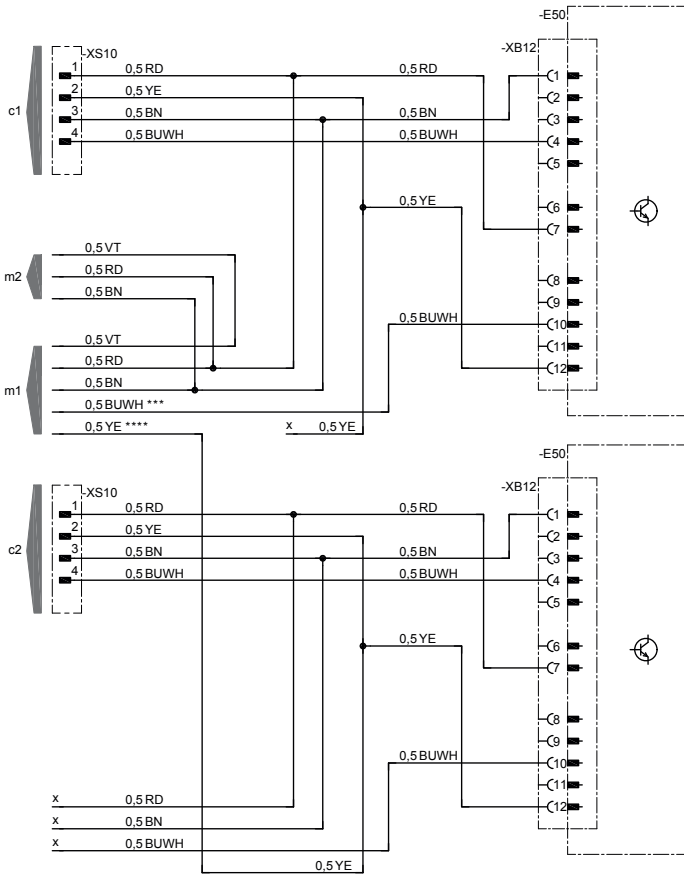 -E50
-XB12
-XS10
c1
1 0,5 RD 0,5 RD 1
2 0,5 YE 2
3 0,5 BN 0,5 BN 3
4 0,5 BUWH 0,5 BUWH 4
5
0,5 YE 6
7
m2
0,5 VT
0,5 RD
0,5 BN
8
9
0,5 BUWH 10
m1
0,5 VT 11
0,5 RD 12
0,5 BN
0,5 BUWH ***
0,5 YE ****
x 0,5 YE
-E50
-XB12
-XS10
c2
1 0,5 RD 0,5 RD 1
2 0,5 YE 2
3 0,5 BN 0,5 BN 3
4 0,5 BUWH 0,5 BUWH 4
5
0,5 YE 6
7
8
9
0,5 BUWH 10
11
x 0,5 RD 12
x 0,5 BN
x 0,5 BUWH
0,5 YE